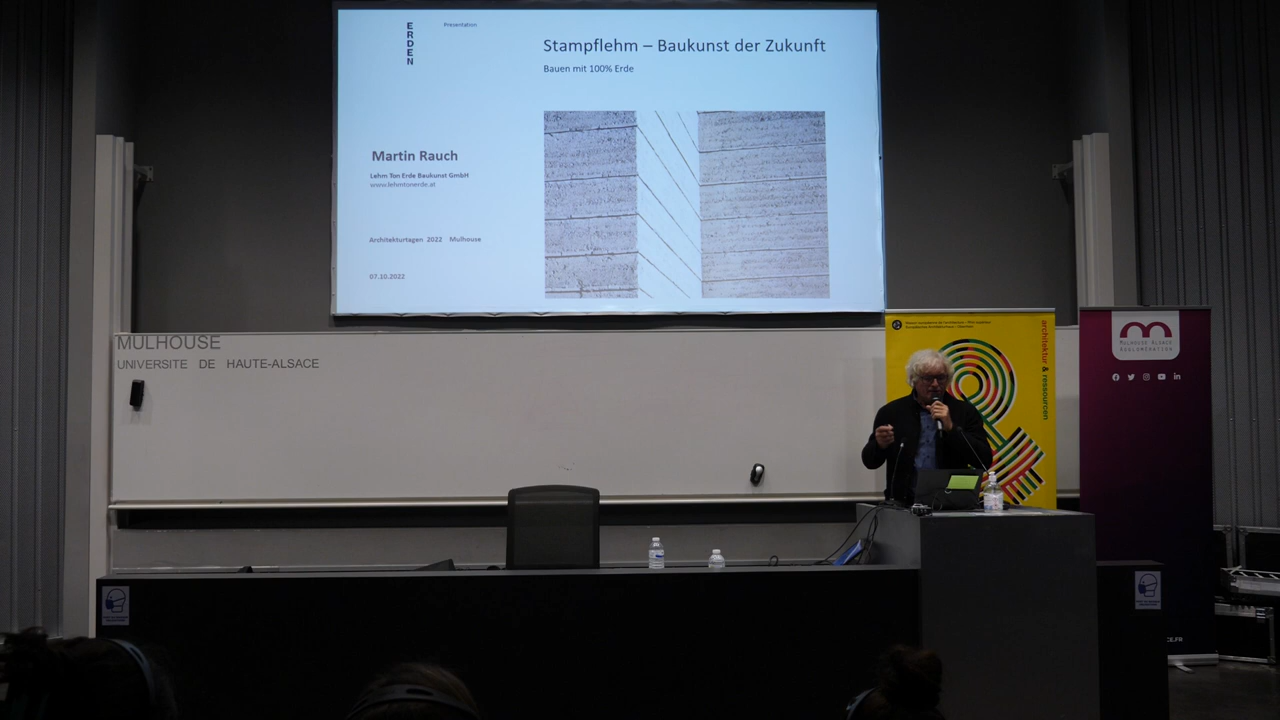 ERDEN
Presentation
Stampflehm – Baukunst der Zukunft
Bauen mit 100% Erde
Martin Rauch
Lehm Ton Erde Baukunst GmbH
www.lehmtonerde.at
Architekturtagen 2022 Mulhouse
07.10.2022
MULHOUSE
UNIVERSITE DE HAUTE-ALSACE
architektur & ressourcen
MULHOUSE ALSACE
AGGLOMÉRATION